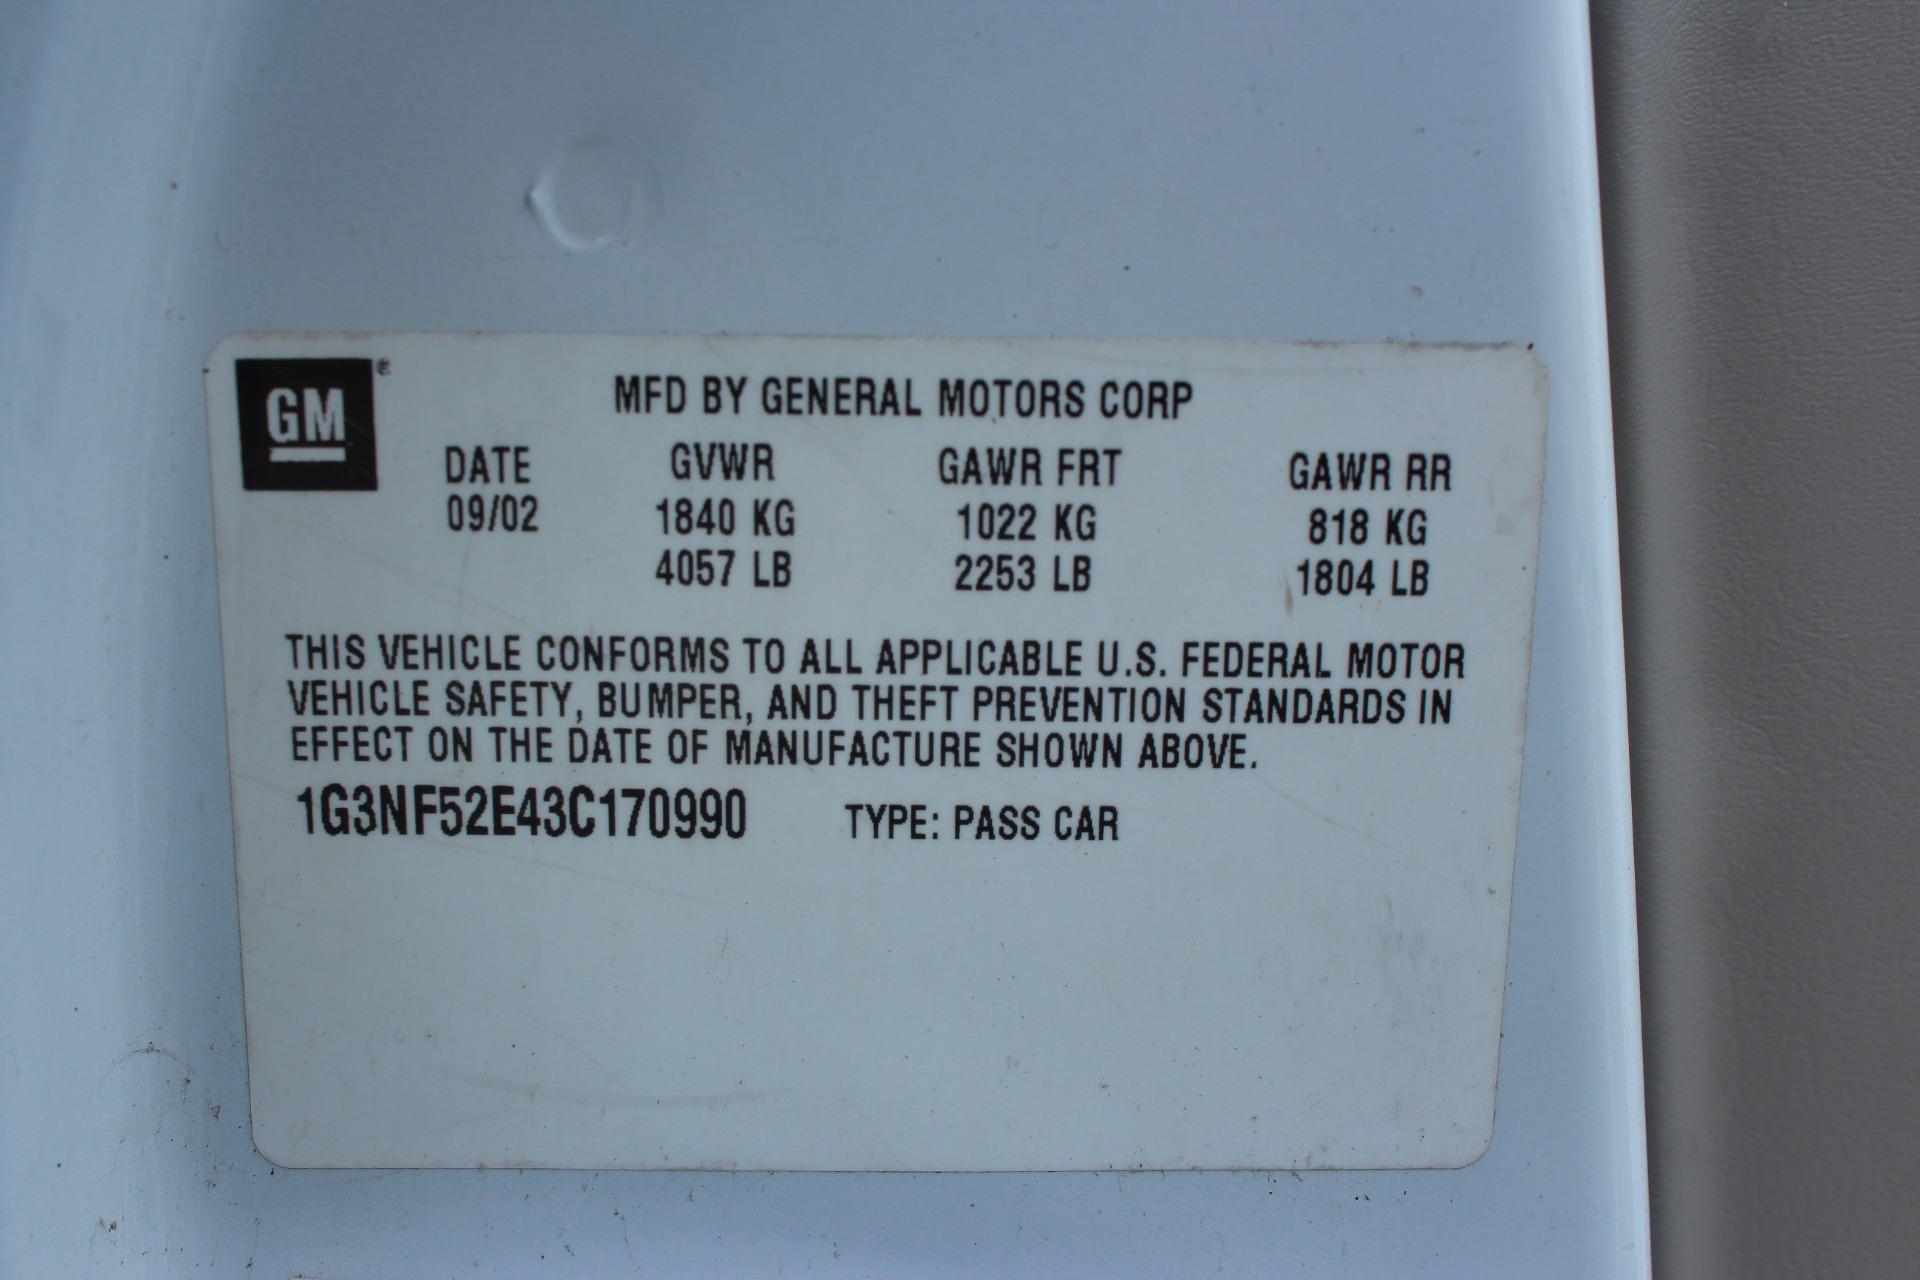 GM®
MFD BY GENERAL MOTORS CORP
DATE GVWR GAWR FRT GAWR RR
09/02 1840 KG 1022 KG 818 KG
4057 LB 2253 LB 1804 LB
THIS VEHICLE CONFORMS TO ALL APPLICABLE U.S. FEDERAL MOTOR
VEHICLE SAFETY, BUMPER, AND THEFT PREVENTION STANDARDS IN
EFFECT ON THE DATE OF MANUFACTURE SHOWN ABOVE.
1G3NF52E43C170990 TYPE: PASS CAR